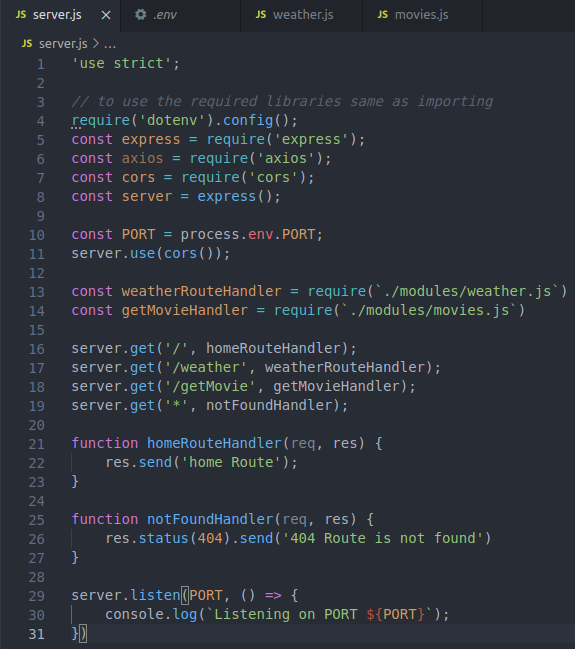 JS server.js × .env JS weather.js JS movies.js
JS server.js > ...
1 'use strict';
2
3 // to use the required libraries same as importing
4 require('dotenv').config();
5 const express = require('express');
6 const axios = require('axios');
7 const cors = require('cors');
8 const server = express();
9
10 const PORT = process.env.PORT;
11 server.use(cors());
12
13 const weatherRouteHandler = require(`./modules/weather.js`)
14 const getMovieHandler = require(`./modules/movies.js`)
15
16 server.get('/', homeRouteHandler);
17 server.get('/weather', weatherRouteHandler);
18 server.get('/getMovie', getMovieHandler);
19 server.get('*', notFoundHandler);
20
21 function homeRouteHandler(req, res) {
22     res.send('home Route');
23 }
24
25 function notFoundHandler(req, res) {
26     res.status(404).send('404 Route is not found')
27 }
28
29 server.listen(PORT, () => {
30     console.log(`Listening on PORT ${PORT}`);
31 })